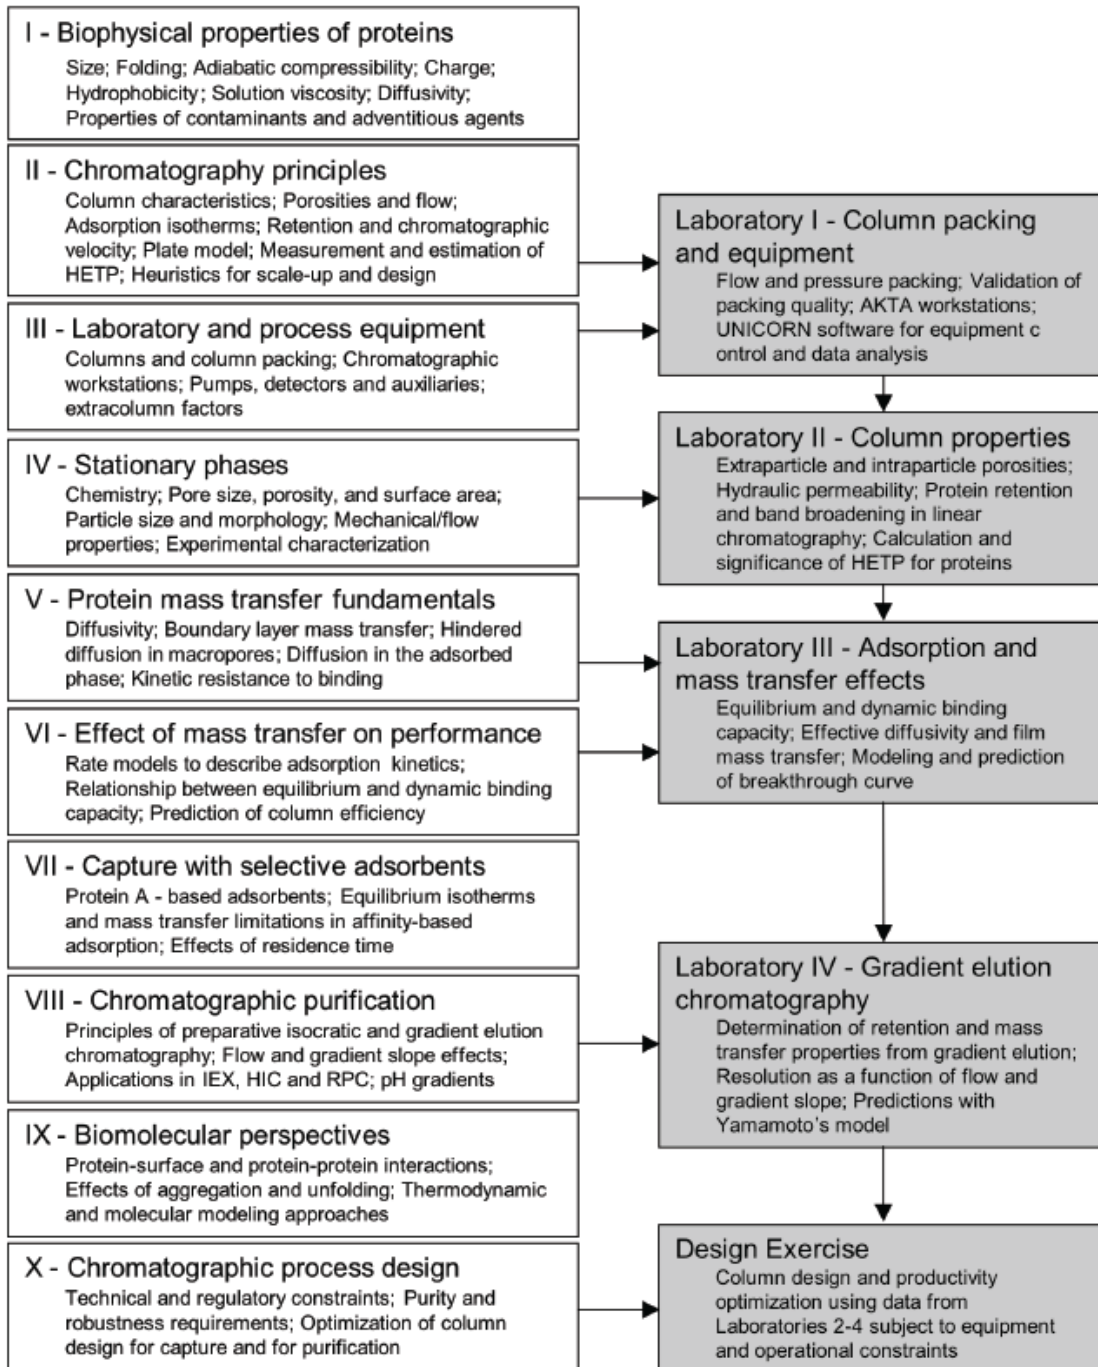 I - Biophysical properties of proteins
Size; Folding; Adiabatic compressibility; Charge;
Hydrophobicity; Solution viscosity; Diffusivity;
Properties of contaminants and adventitious agents
II - Chromatography principles
Column characteristics; Porosities and flow;
Adsorption isotherms; Retention and chromatographic
velocity; Plate model; Measurement and estimation of
HETP; Heuristics for scale-up and design
III - Laboratory and process equipment
Columns and column packing; Chromatographic
workstations; Pumps, detectors and auxiliaries;
extracolumn factors
IV - Stationary phases
Chemistry; Pore size, porosity, and surface area;
Particle size and morphology; Mechanical/flow
properties; Experimental characterization
V - Protein mass transfer fundamentals
Diffusivity; Boundary layer mass transfer; Hindered
diffusion in macropores; Diffusion in the adsorbed
phase; Kinetic resistance to binding
VI - Effect of mass transfer on performance
Rate models to describe adsorption kinetics;
Relationship between equilibrium and dynamic binding
capacity; Prediction of column efficiency
VII - Capture with selective adsorbents
Protein A - based adsorbents; Equilibrium isotherms
and mass transfer limitations in affinity-based
adsorption; Effects of residence time
VIII - Chromatographic purification
Principles of preparative isocratic and gradient elution
chromatography; Flow and gradient slope effects;
Applications in IEX, HIC and RPC; pH gradients
IX - Biomolecular perspectives
Protein-surface and protein-protein interactions;
Effects of aggregation and unfolding; Thermodynamic
and molecular modeling approaches
X - Chromatographic process design
Technical and regulatory constraints; Purity and
robustness requirements; Optimization of column
design for capture and for purification
Laboratory I - Column packing
and equipment
Flow and pressure packing; Validation of
packing quality; AKTA workstations;
UNICORN software for equipment c
ontrol and data analysis
Laboratory II - Column properties
Extraparticle and intraparticle porosities;
Hydraulic permeability; Protein retention
and band broadening in linear
chromatography; Calculation and
significance of HETP for proteins
Laboratory III - Adsorption and
mass transfer effects
Equilibrium and dynamic binding
capacity; Effective diffusivity and film
mass transfer; Modeling and prediction
of breakthrough curve
Laboratory IV - Gradient elution
chromatography
Determination of retention and mass
transfer properties from gradient elution;
Resolution as a function of flow and
gradient slope; Predictions with
Yamamoto's model
Design Exercise
Column design and productivity
optimization using data from
Laboratories 2-4 subject to equipment
and operational constraints